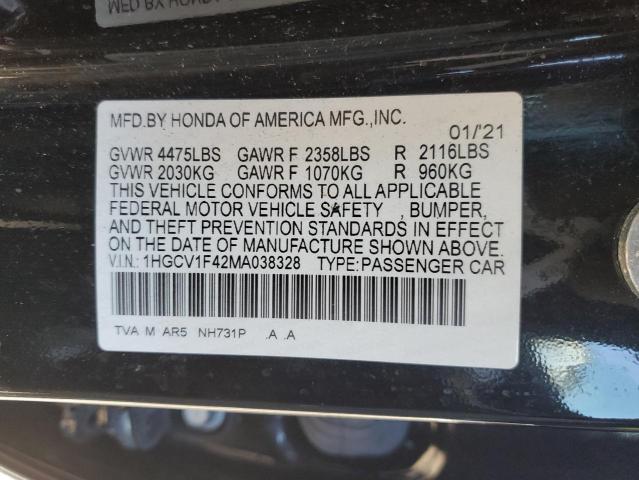 MFD.BY HONDA OF AMERICA MFG.,INC.
01/'21
GVWR 4475LBS GAWR F 2358LBS R 2116LBS
GVWR 2030KG GAWR F 1070KG R 960KG
THIS VEHICLE CONFORMS TO ALL APPLICABLE
FEDERAL MOTOR VEHICLE SAFETY , BUMPER,
AND THEFT PREVENTION STANDARDS IN EFFECT
ON THE DATE OF MANUFACTURE SHOWN ABOVE.
V.I.N.: 1HGCV1F42MA038328 TYPE:PASSENGER CAR
TVA M AR5 NH731P .A .A